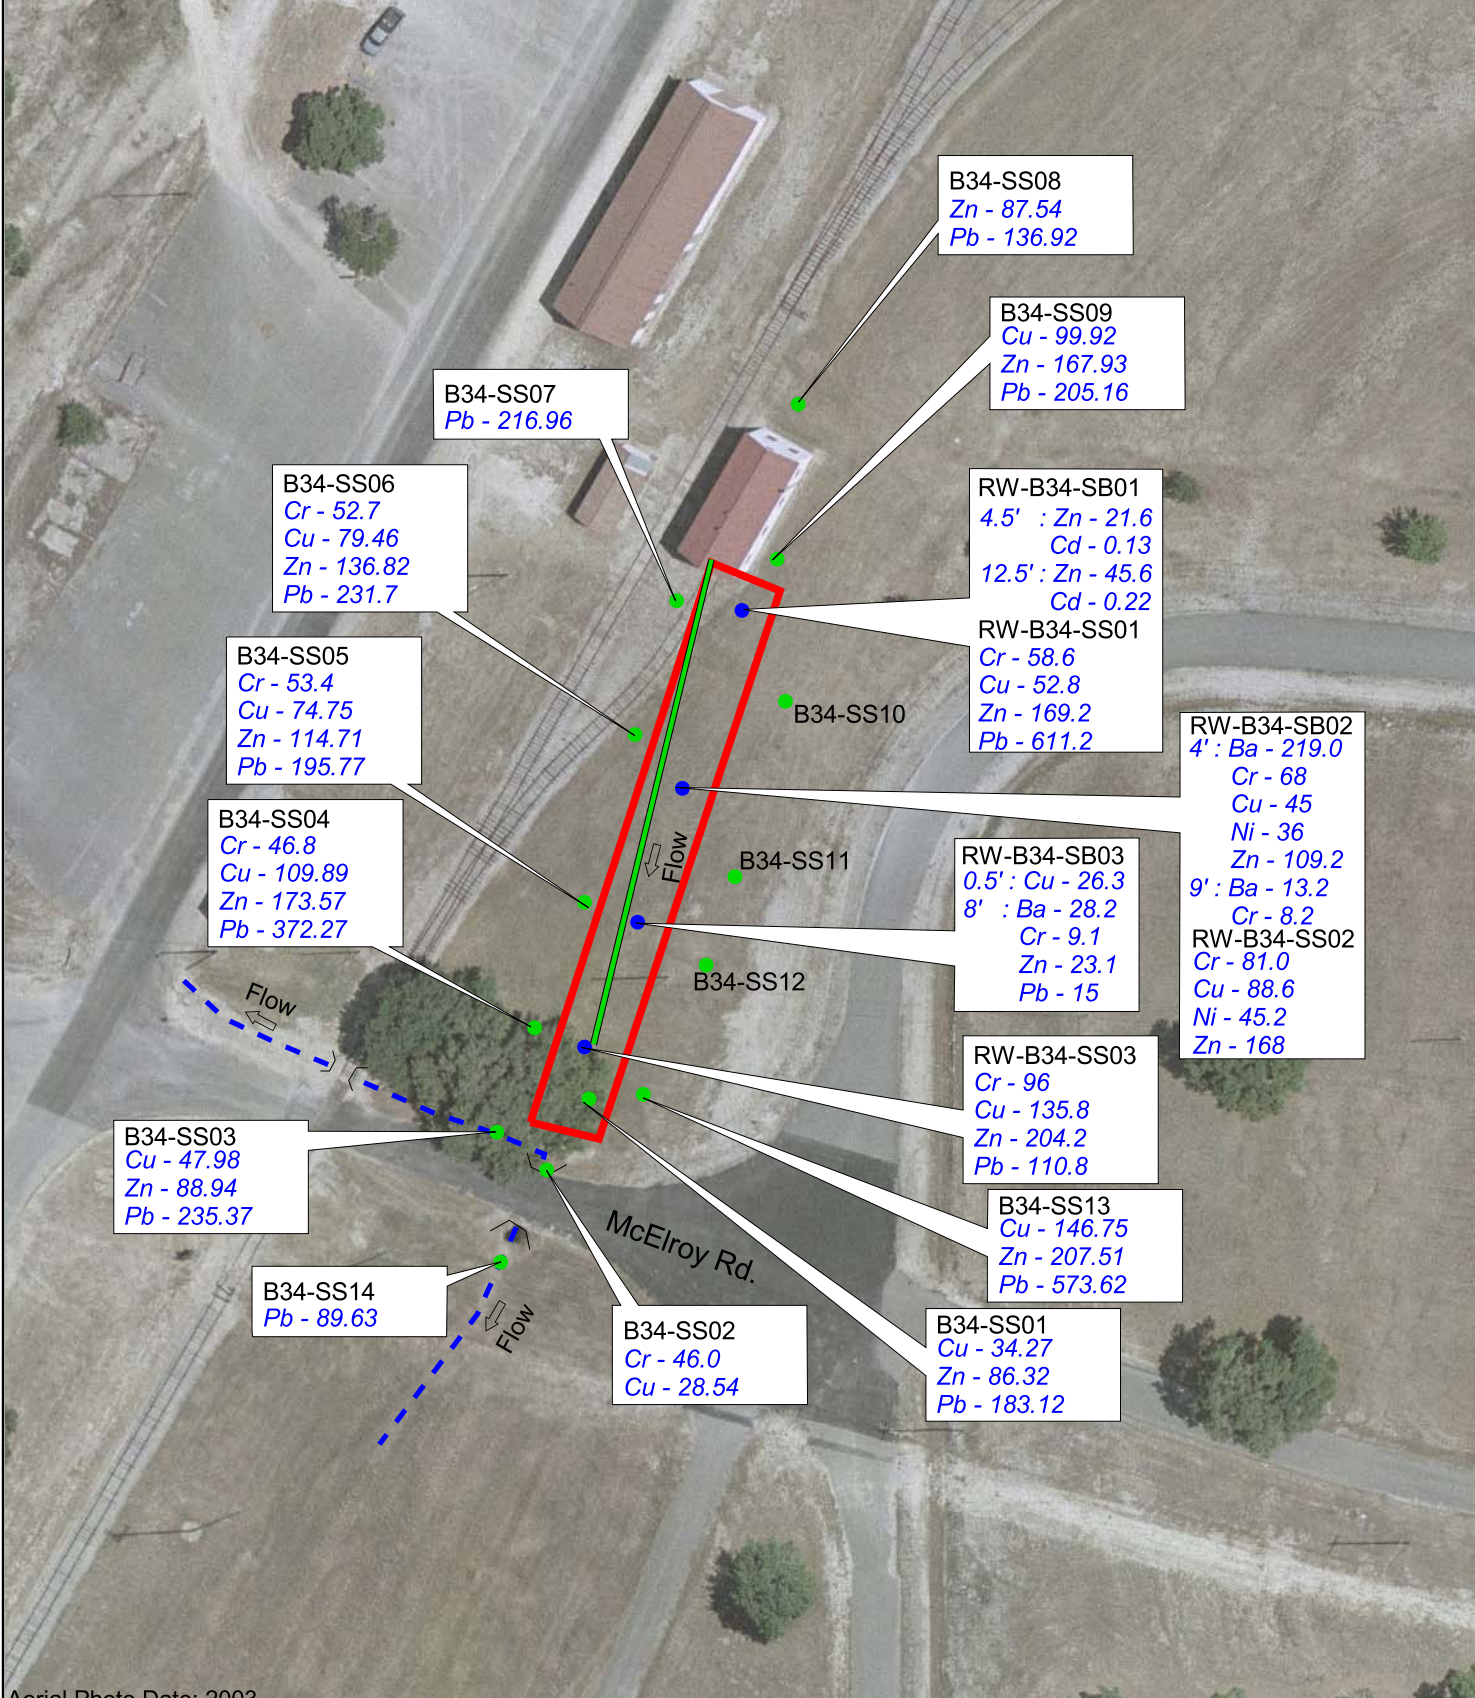 B34-SS08
Zn - 87.54
Pb - 136.92
B34-SS09
Cu - 99.92
Zn - 167.93
Pb - 205.16
B34-SS07
Pb - 216.96
B34-SS06
Cr - 52.7
Cu - 79.46
Zn - 136.82
Pb - 231.7
RW-B34-SB01
4.5' : Zn - 21.6
Cd - 0.13
12.5' : Zn - 45.6
Cd - 0.22
RW-B34-SS01
Cr - 58.6
Cu - 52.8
Zn - 169.2
Pb - 611.2
B34-SS05
Cr - 53.4
Cu - 74.75
Zn - 114.71
Pb - 195.77
B34-SS10
RW-B34-SB02
4' : Ba - 219.0
Cr - 68
Cu - 45
Ni - 36
Zn - 109.2
9' : Ba - 13.2
Cr - 8.2
RW-B34-SS02
Cr - 81.0
Cu - 88.6
Ni - 45.2
Zn - 168
B34-SS04
Cr - 46.8
Cu - 109.89
Zn - 173.57
Pb - 372.27
Flow
B34-SS11
RW-B34-SB03
0.5' : Cu - 26.3
8' : Ba - 28.2
Cr - 9.1
Zn - 23.1
Pb - 15
B34-SS12
Flow
RW-B34-SS03
Cr - 96
Cu - 135.8
Zn - 204.2
Pb - 110.8
B34-SS03
Cu - 47.98
Zn - 88.94
Pb - 235.37
B34-SS13
Cu - 146.75
Zn - 207.51
Pb - 573.62
McElroy Rd.
B34-SS14
Pb - 89.63
Flow
B34-SS02
Cr - 46.0
Cu - 28.54
B34-SS01
Cu - 34.27
Zn - 86.32
Pb - 183.12
Aerial Photo Date: 2003